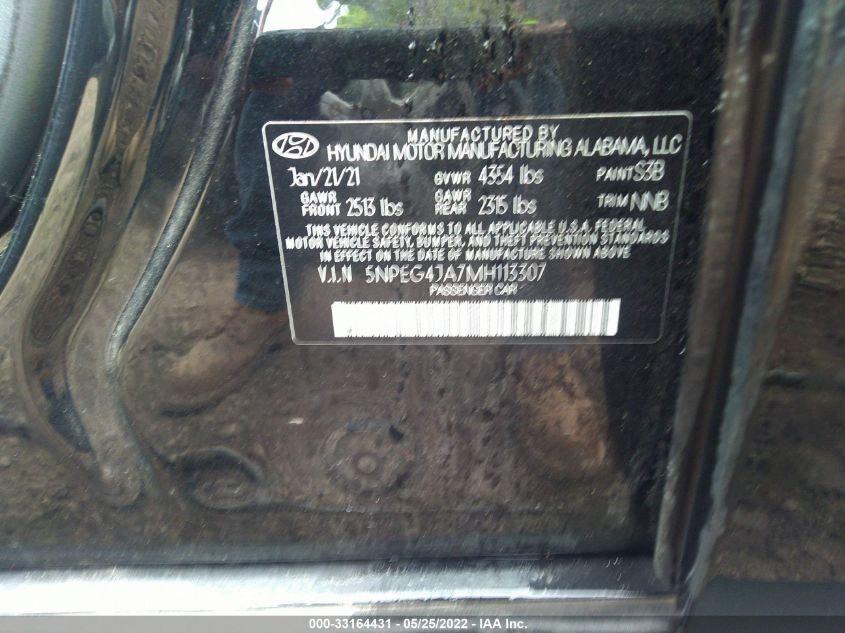 MANUFACTURED BY
HYUNDAI MOTOR MANUFACTURING ALABAMA, LLC
Jan/21/21 GVWR 4354 lbs PAINT S3B
GAWR FRONT 2513 lbs GAWR REAR 2315 lbs TRIM NNB
THIS VEHICLE CONFORMS TO ALL APPLICABLE U.S.A. FEDERAL
MOTOR VEHICLE SAFETY, BUMPER, AND THEFT PREVENTION STANDARDS
IN EFFECT ON THE DATE OF MANUFACTURE SHOWN ABOVE.
V.I.N 5NPEG4JA7MH113307
PASSENGER CAR
000-33164431 - 05/25/2022 - IAA Inc.